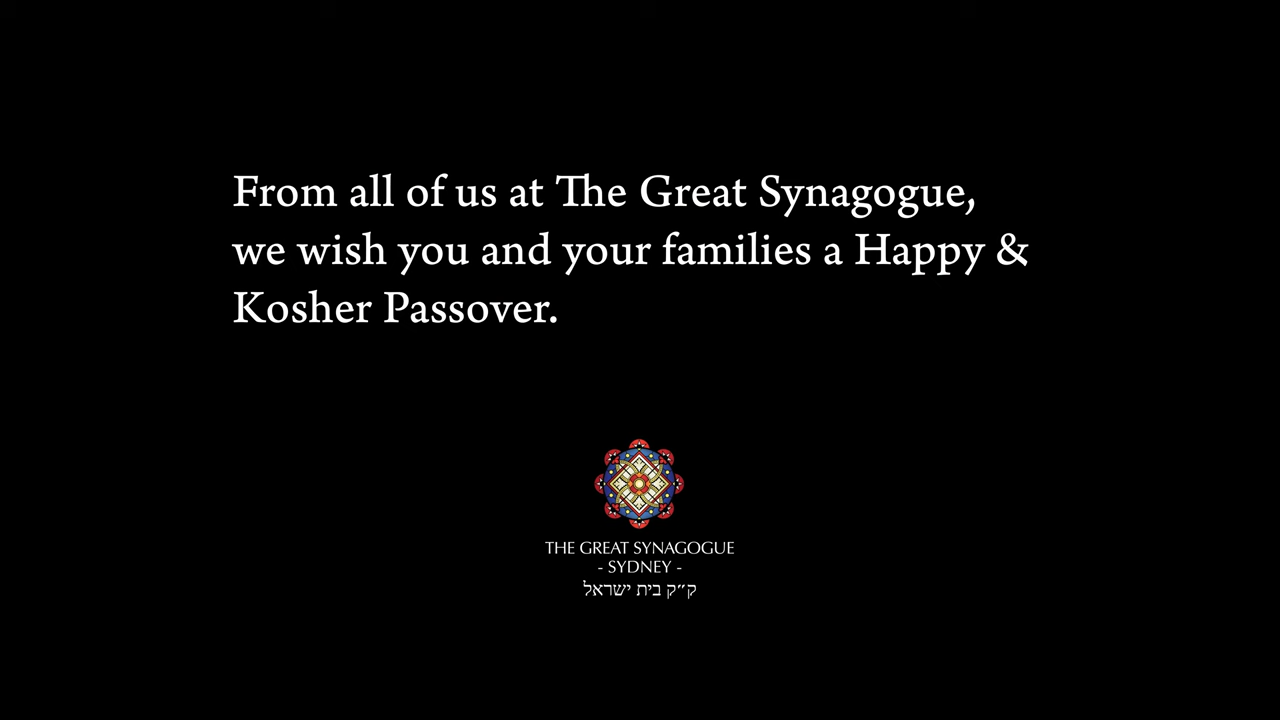 From all of us at The Great Synagogue,
we wish you and your families a Happy &
Kosher Passover.
THE GREAT SYNAGOGUE
- SYDNEY -
ק״ק בית ישראל